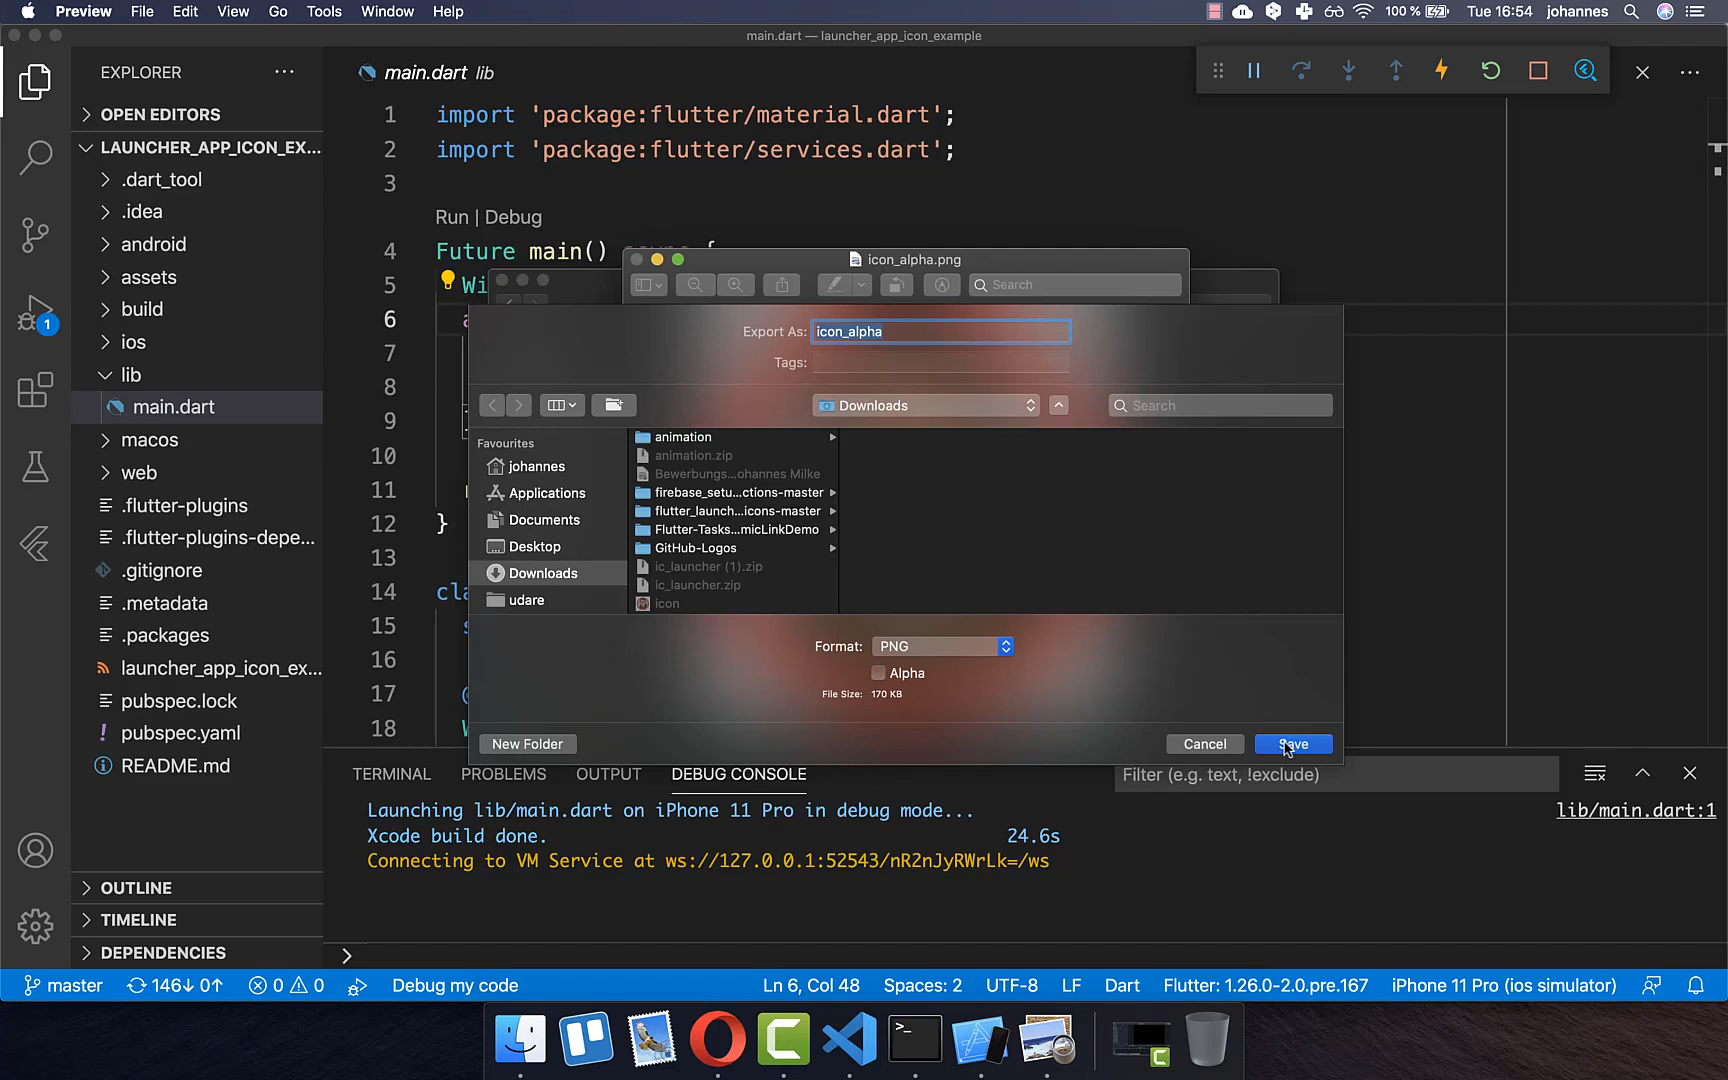 Preview File Edit View Go Tools Window Help 100 % Tue 16:54 johannes
main.dart — launcher_app_icon_example
EXPLORER
OPEN EDITORS
LAUNCHER_APP_ICON_EX...
.dart_tool
.idea
android
assets
build
ios
lib
main.dart
macos
web
.flutter-plugins
.flutter-plugins-depe...
.gitignore
.metadata
.packages
launcher_app_icon_ex...
pubspec.lock
pubspec.yaml
README.md
OUTLINE
TIMELINE
DEPENDENCIES
1
main.dart lib
1 import 'package:flutter/material.dart';
2 import 'package:flutter/services.dart';
3
Run | Debug
4 Future main() async {
5 Wi
6
7
8
9
10
11
12 }
13
14 cla
15
16
17 @
18
icon_alpha.png
Search
Export As: icon_alpha
Tags:
Downloads
Search
Favourites
johannes
Applications
Documents
Desktop
Downloads
udare
animation
animation.zip
Bewerbungs...ohannes Milke
firebase_setu...ctions-master
flutter_launch...icons-master
Flutter-Tasks...micLinkDemo
GitHub-Logos
ic_launcher (1).zip
ic_launcher.zip
icon
Format: PNG
Alpha
File Size: 170 KB
New Folder
Cancel
Save
TERMINAL PROBLEMS OUTPUT DEBUG CONSOLE
Filter (e.g. text, !exclude)
Launching lib/main.dart on iPhone 11 Pro in debug mode...
lib/main.dart:1
Xcode build done. 24.6s
Connecting to VM Service at ws://127.0.0.1:52543/nR2nJyRWrLk=/ws
master 146↓ 0↑ 0 0 Debug my code Ln 6, Col 48 Spaces: 2 UTF-8 LF Dart Flutter: 1.26.0-2.0.pre.167 iPhone 11 Pro (ios simulator)